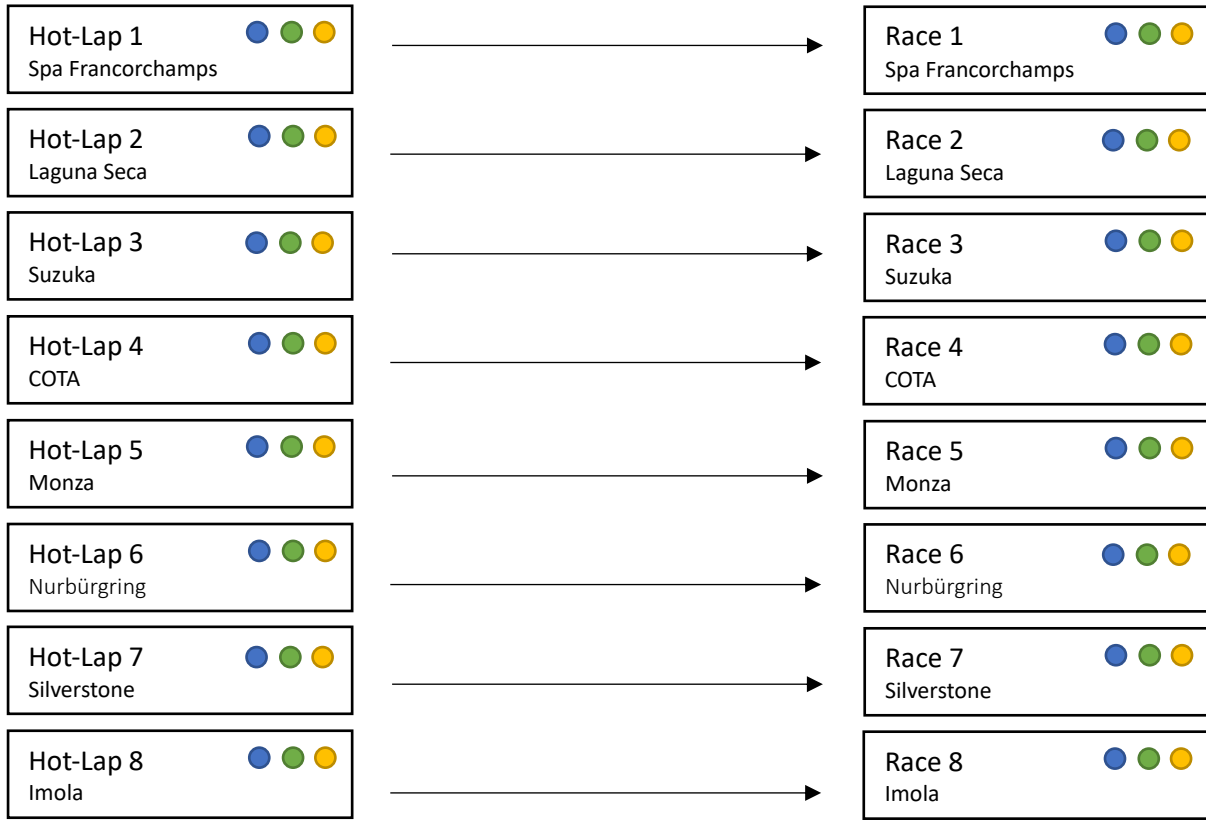 Hot-Lap 1
Spa Francorchamps
Race 1
Spa Francorchamps
Hot-Lap 2
Laguna Seca
Race 2
Laguna Seca
Hot-Lap 3
Suzuka
Race 3
Suzuka
Hot-Lap 4
COTA
Race 4
COTA
Hot-Lap 5
Monza
Race 5
Monza
Hot-Lap 6
Nurbürgring
Race 6
Nurbürgring
Hot-Lap 7
Silverstone
Race 7
Silverstone
Hot-Lap 8
Imola
Race 8
Imola